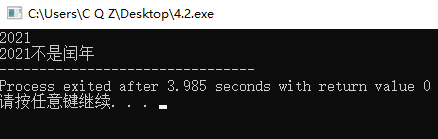 C:\Users\C Q Z\Desktop\4.2.exe
2021
2021不是闰年
--------------------------------
Process exited after 3.985 seconds with return value 0
请按任意键继续. . .